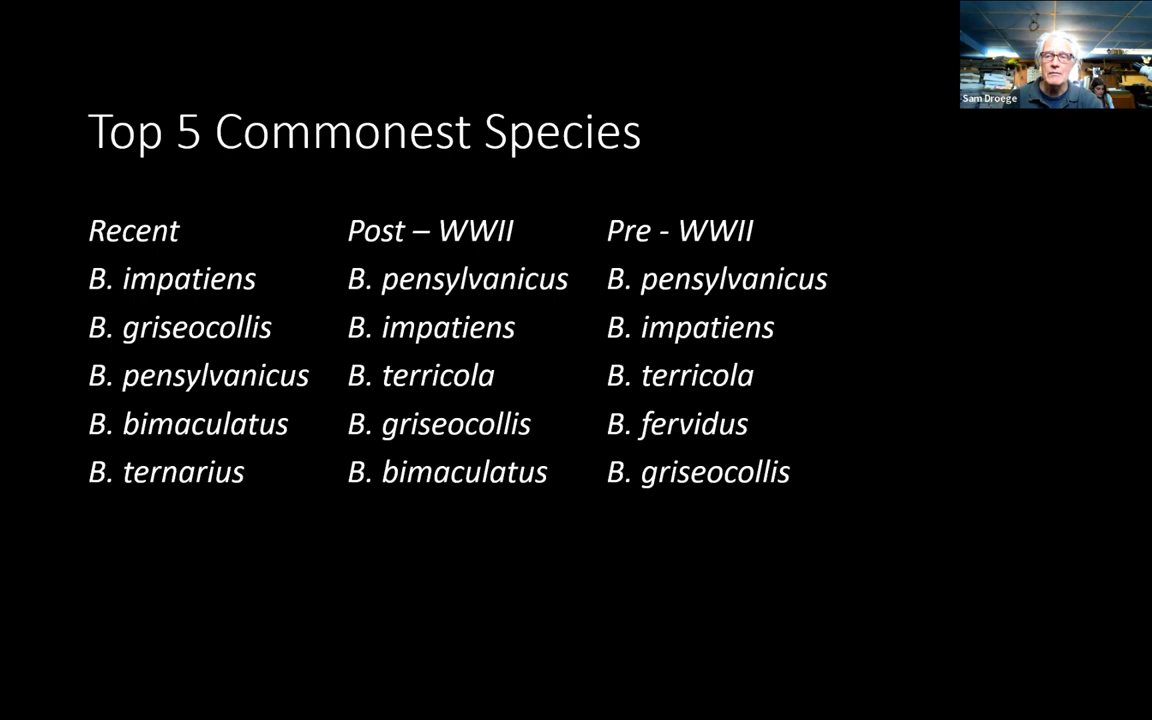 Sam Droege
Top 5 Commonest Species
Recent Post – WWII Pre - WWII
B. impatiens B. pensylvanicus B. pensylvanicus
B. griseocollis B. impatiens B. impatiens
B. pensylvanicus B. terricola B. terricola
B. bimaculatus B. griseocollis B. fervidus
B. ternarius B. bimaculatus B. griseocollis